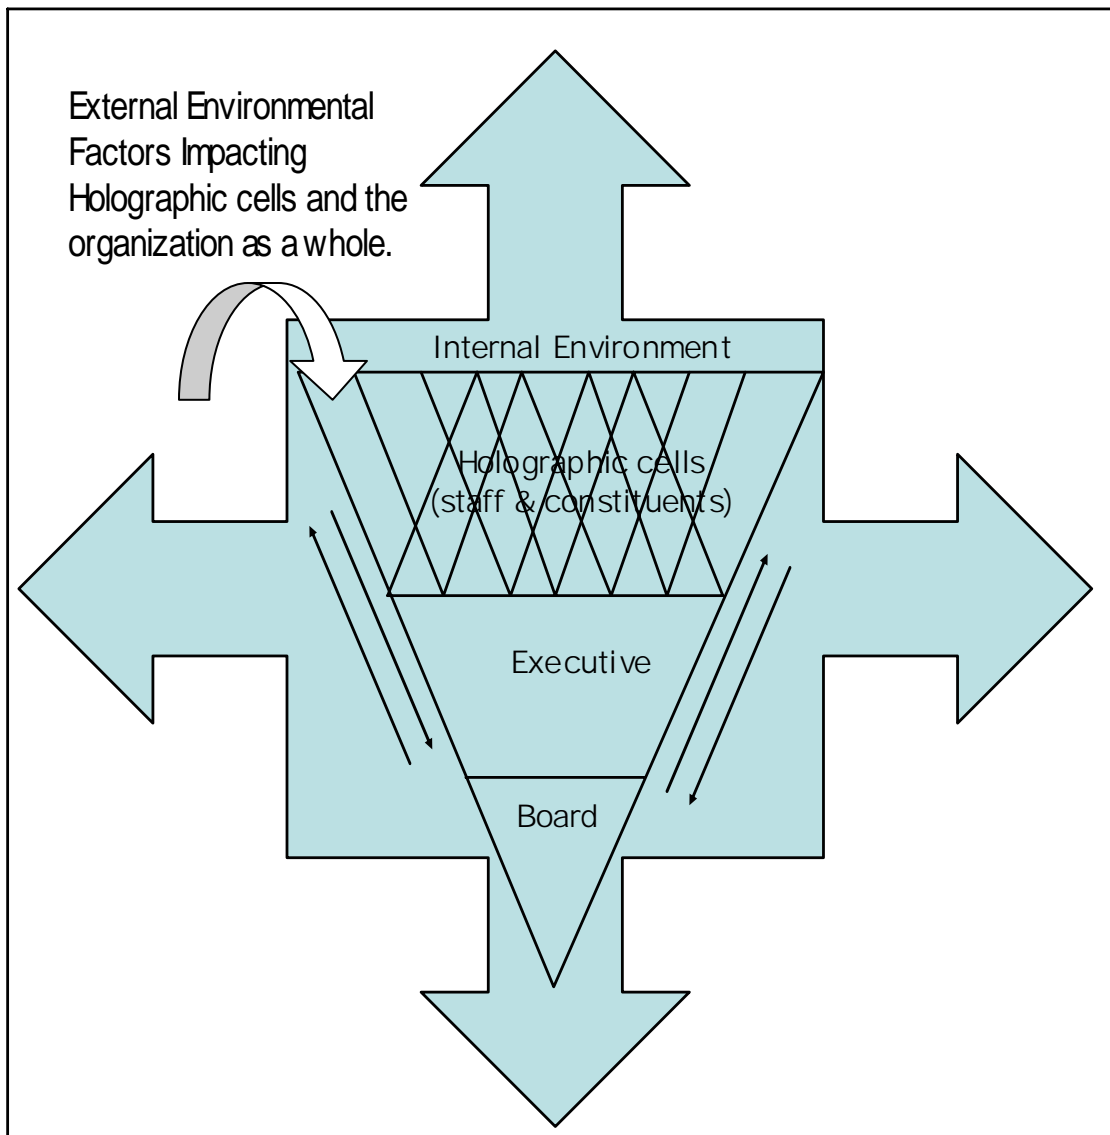 External Environmental
Factors Impacting
Holographic cells and the
organization as a whole.
Internal Environment
Holographic cells
(staff & constituents)
Executive
Board